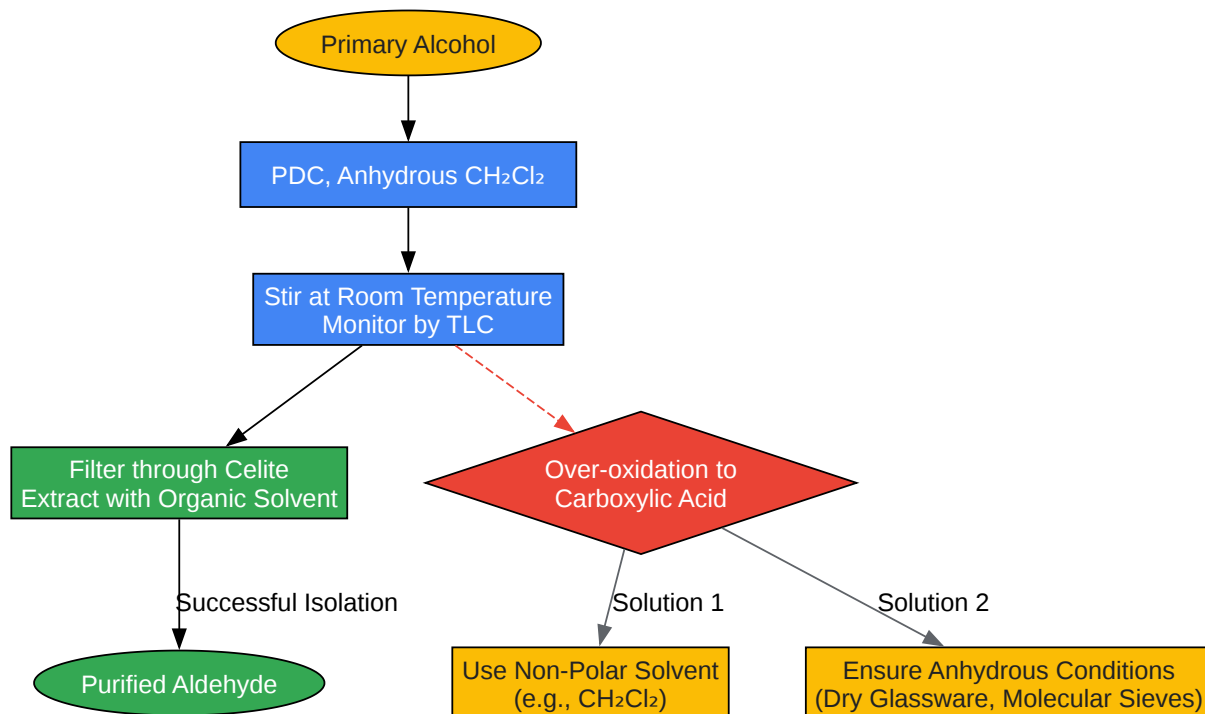 Primary Alcohol
PDC, Anhydrous CH₂Cl₂
Stir at Room Temperature
Monitor by TLC
Filter through Celite
Extract with Organic Solvent
Over-oxidation to
Carboxylic Acid
Successful Isolation
Solution 1
Solution 2
Purified Aldehyde
Use Non-Polar Solvent
(e.g., CH₂Cl₂)
Ensure Anhydrous Conditions
(Dry Glassware, Molecular Sieves)